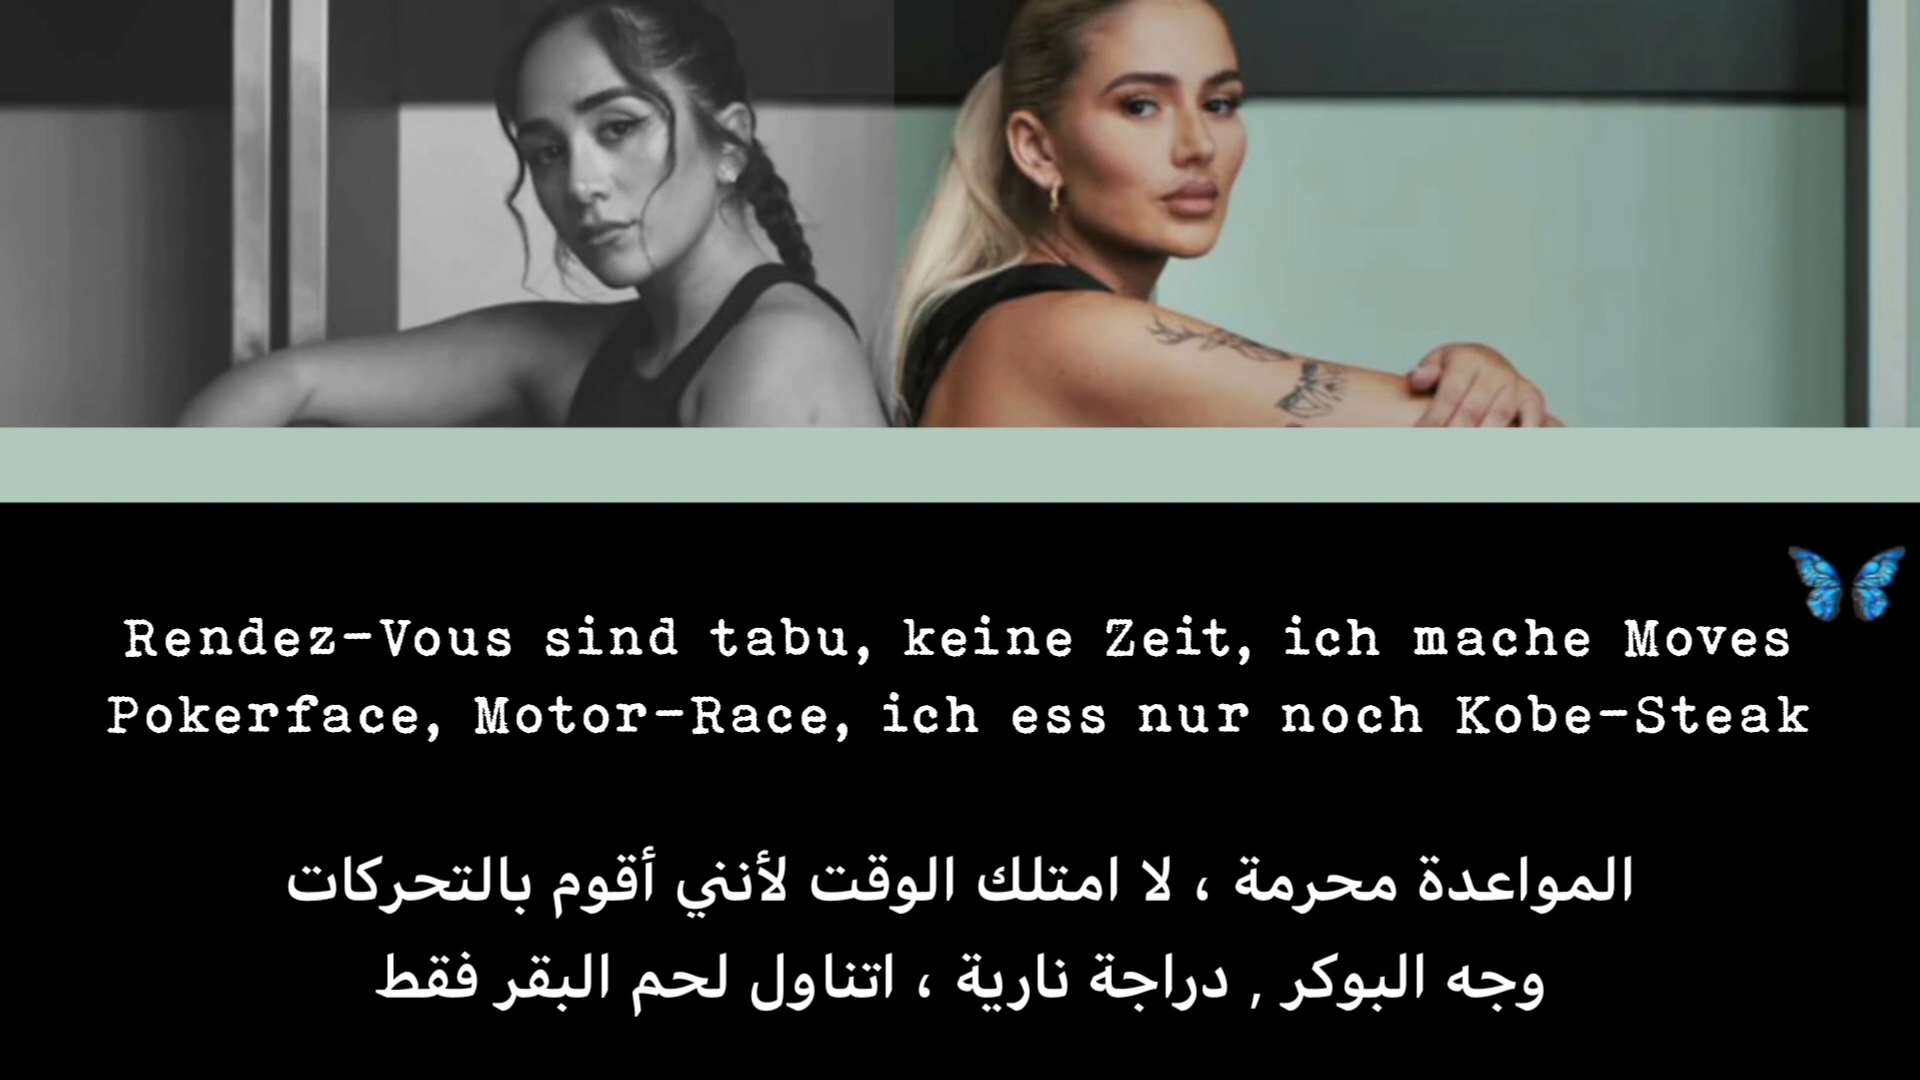 Rendez-Vous sind tabu, keine Zeit, ich mache Moves
Pokerface, Motor-Race, ich ess nur noch Kobe-Steak
المواعدة محرمة ، لا امتلك الوقت لأنني أقوم بالتحركات
وجه البوكر , دراجة نارية ، اتناول لحم البقر فقط